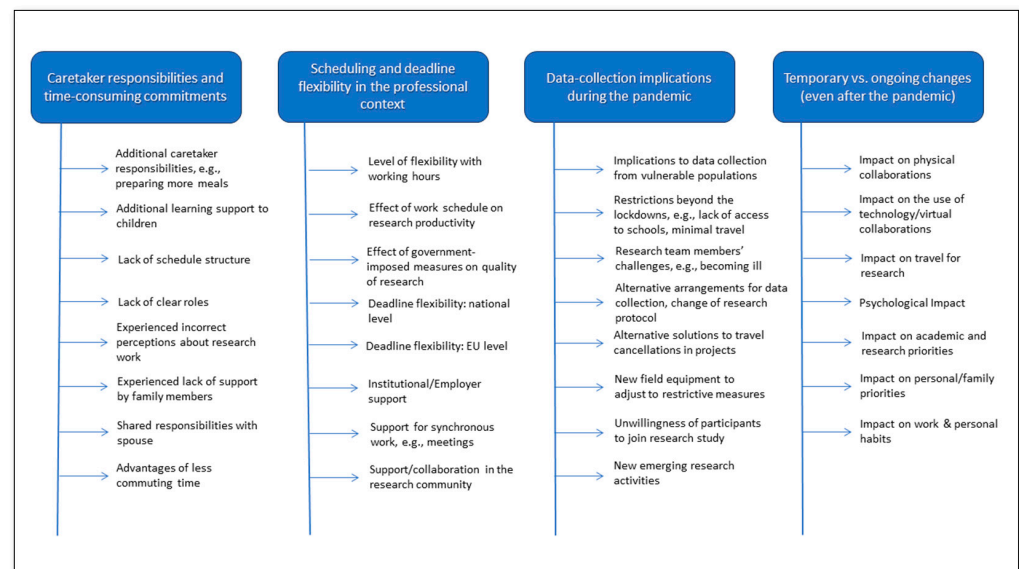 Caretaker responsibilities and
time-consuming commitments
Additional caretaker
responsibilities, e.g.,
preparing more meals
Additional learning support to
children
Lack of schedule structure
Lack of clear roles
Experienced incorrect
perceptions about research
work
Experienced lack of support
by family members
Shared responsibilities with
spouse
Advantages of less
commuting time
Scheduling and deadline
flexibility in the professional
context
Level of flexibility with
working hours
Effect of work schedule on
research productivity
Effect of government-
imposed measures on quality
of research
Deadline flexibility: national
level
Deadline flexibility: EU level
Institutional/Employer
support
Support for synchronous
work, e.g., meetings
Support/collaboration in the
research community
Data-collection implications
during the pandemic
Implications to data collection
from vulnerable populations
Restrictions beyond the
lockdowns, e.g., lack of access
to schools, minimal travel
Research team members'
challenges, e.g., becoming ill
Alternative arrangements for data
collection, change of research
protocol
Alternative solutions to travel
cancellations in projects
New field equipment to
adjust to restrictive measures
Unwillingness of participants
to join research study
New emerging research
activities
Temporary vs. ongoing changes
(even after the pandemic)
Impact on physical
collaborations
Impact on the use of
technology/virtual
collaborations
Impact on travel for
research
Psychological Impact
Impact on academic and
research priorities
Impact on personal/family
priorities
Impact on work & personal
habits